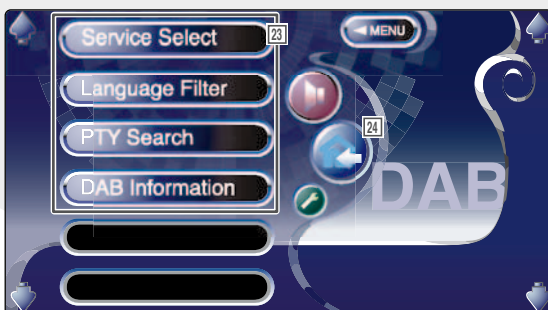 Service Select
23
◄MENU
Language Filter
PTY Search
24
DAB Information
DAB